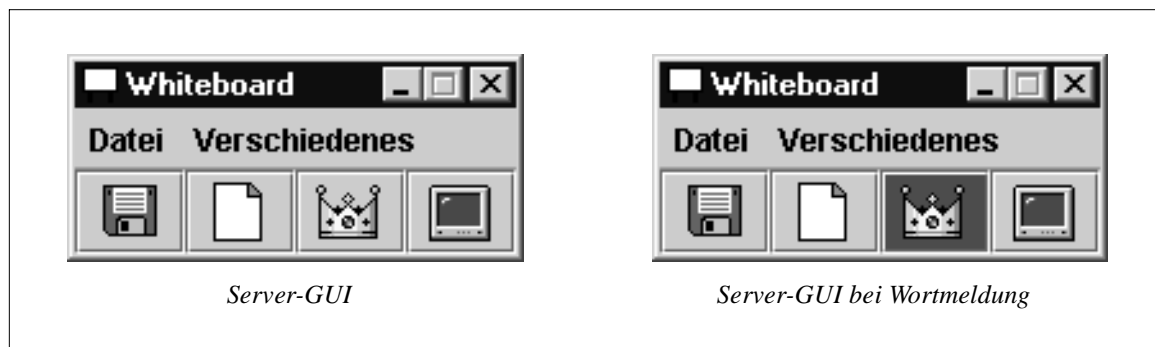 Whiteboard
Datei Verschiedenes
Server-GUI
Whiteboard
Datei Verschiedenes
Server-GUI bei Wortmeldung